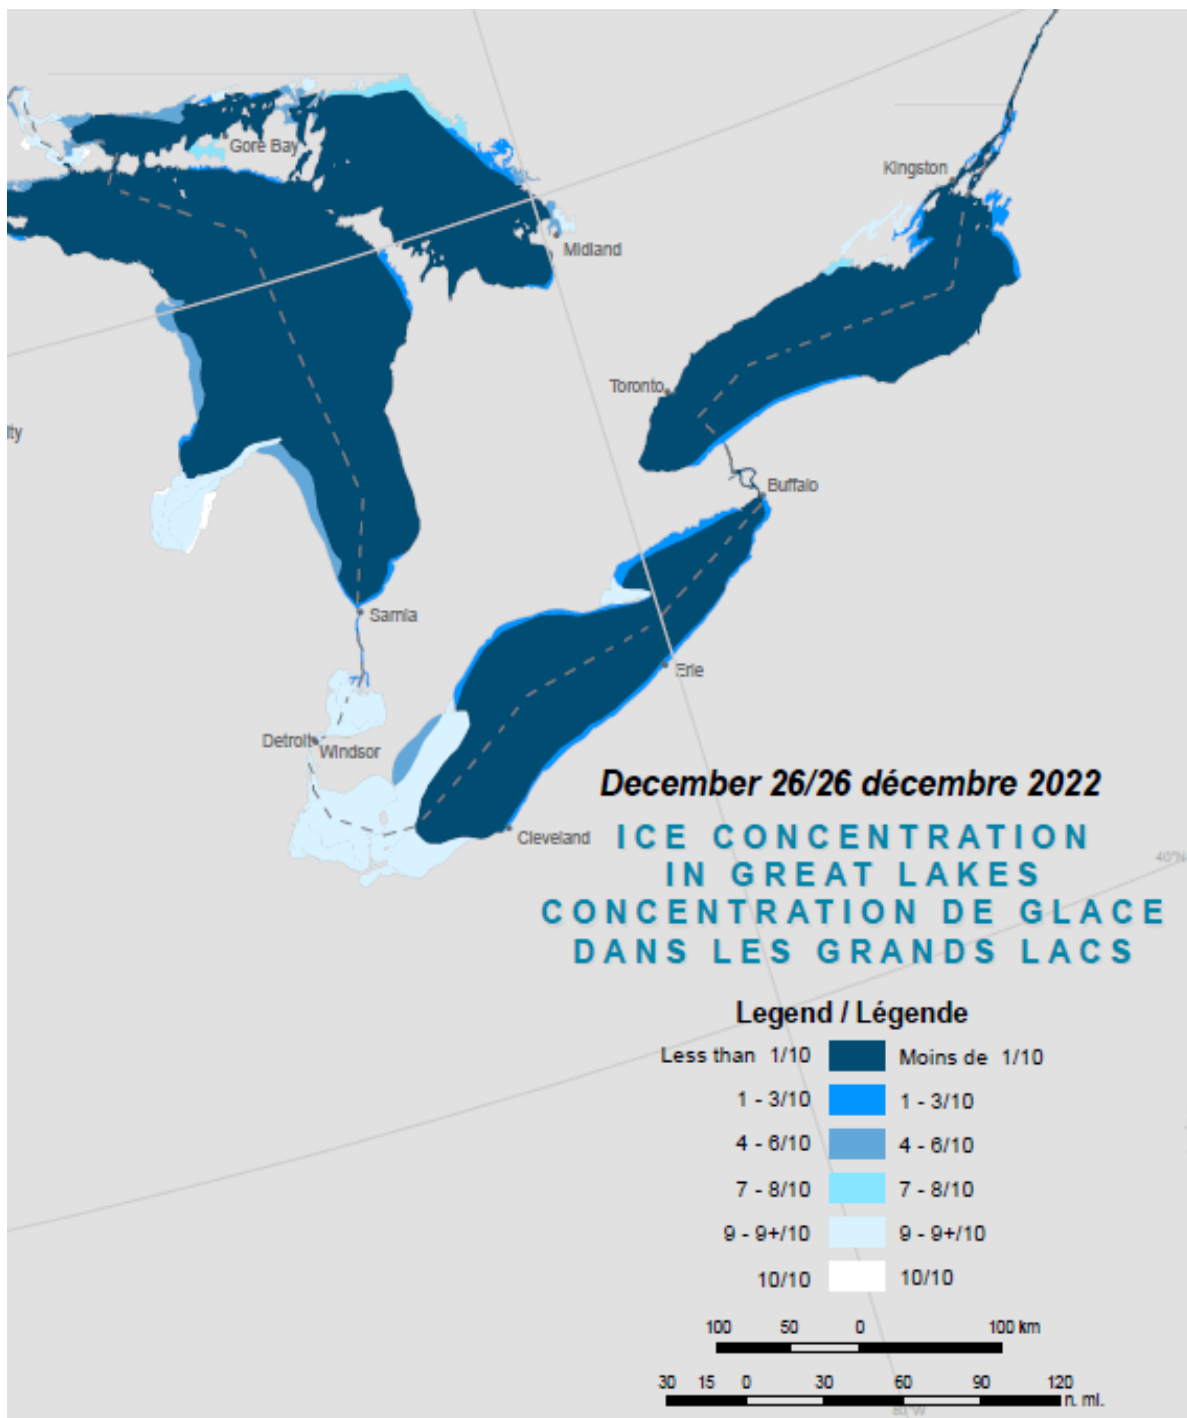 Gore Bay
Kingston
Midland
Toronto
ity
Buffalo
Sarnia
Erie
Detroit
Windsor
Cleveland
December 26/26 décembre 2022
ICE CONCENTRATION
IN GREAT LAKES
CONCENTRATION DE GLACE
DANS LES GRANDS LACS
40°N
Legend / Légende
Less than 1/10 Moins de 1/10
1 - 3/10 1 - 3/10
4 - 6/10 4 - 6/10
7 - 8/10 7 - 8/10
9 - 9+/10 9 - 9+/10
10/10 10/10
100 50 0 100 km
30 15 0 30 60 90 120
n. mi.
80°W